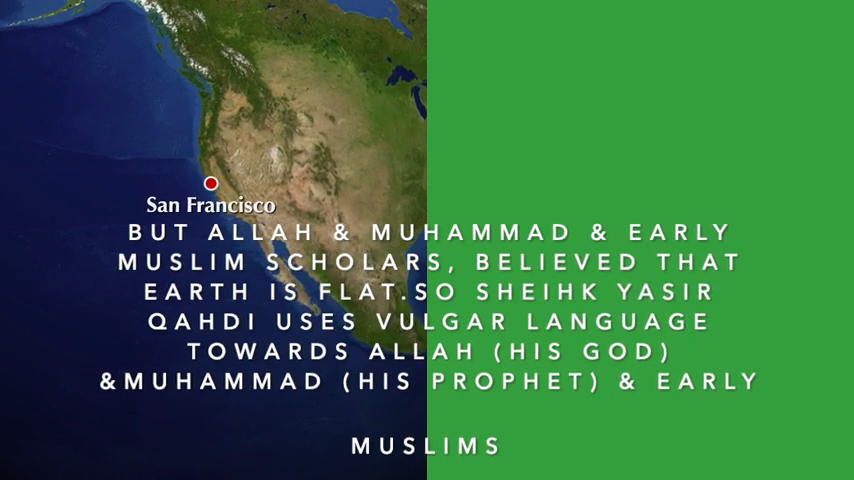 San Francisco
BUT ALLAH & MUHAMMAD & EARLY
MUSLIM SCHOLARS, BELIEVED THAT
EARTH IS FLAT.SO SHEIHK YASIR
QAHDI USES VULGAR LANGUAGE
TOWARDS ALLAH (HIS GOD)
&MUHAMMAD (HIS PROPHET) & EARLY
MUSLIMS